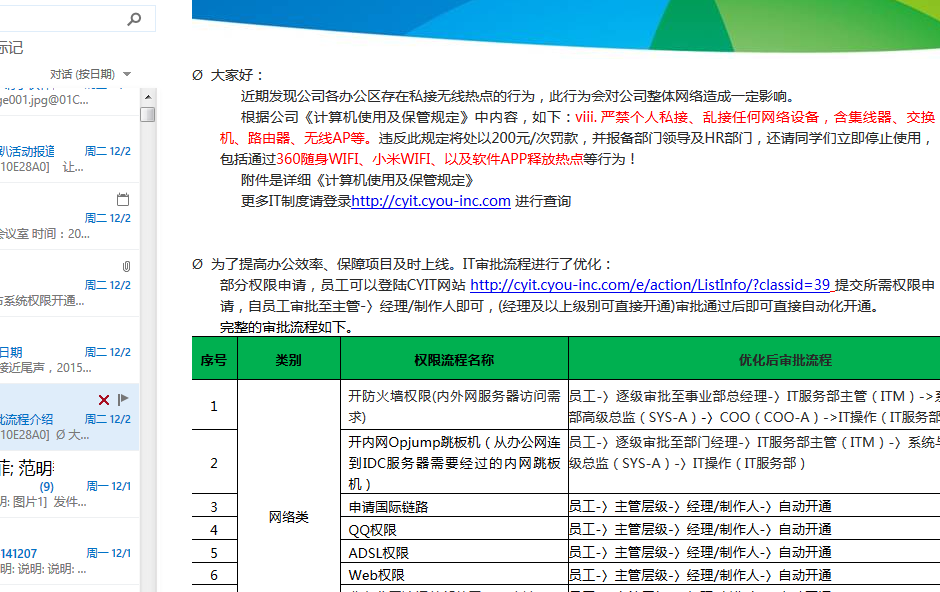 标记
对话 (按日期)
ge001.jpg@01C...
趴活动报道
周二 12/2
10E28A0] 让...
周二 12/2
会议室 时间：20...
周二 12/2
与系统权限开通...
日期
周二 12/2
接近尾声，2015...
批流程介绍
周二 12/2
10E28A0] Ø 大...
范明
(9)
周一 12/1
明: 图片1] 发件...
141207
周一 12/1
明: 说明: 说明: ...
Ø 大家好：
近期发现公司各办公区存在私接无线热点的行为，此行为会对公司整体网络造成一定影响。
根据公司《计算机使用及保管规定》中内容，如下：viii. 严禁个人私接、乱接任何网络设备，含集线器、交换
机、路由器、无线AP等。违反此规定将处以200元/次罚款，并报备部门领导及HR部门，还请同学们立即停止使用，
包括通过360随身WIFI、小米WIFI、以及软件APP释放热点等行为！
附件是详细《计算机使用及保管规定》
更多IT制度请登录http://cyit.cyou-inc.com 进行查询
Ø 为了提高办公效率、保障项目及时上线。IT审批流程进行了优化：
部分权限申请，员工可以登陆CYIT网站 http://cyit.cyou-inc.com/e/action/ListInfo/?classid=39 提交所需权限申
请，自员工审批至主管-〉经理/制作人即可，(经理及以上级别可直接开通)审批通过后即可直接自动化开通。
完整的审批流程如下。
序号 类别 权限流程名称 优化后审批流程
网络类
1 开防火墙权限(内外网服务器访问需
求)
员工-〉逐级审批至事业部总经理-〉IT服务部主管（ITM）->系
部高级总监（SYS-A）-〉COO（COO-A）->IT操作（IT服务部
2 开内网Opjump跳板机（从办公网连
到IDC服务器需要经过的内网跳板
机）
员工-〉逐级审批至部门经理-〉IT服务部主管（ITM）-〉系统与
级总监（SYS-A）-〉IT操作（IT服务部）
3 申请国际链路 员工-〉主管层级-〉经理/制作人-〉自动开通
4 QQ权限 员工-〉主管层级-〉经理/制作人-〉自动开通
5 ADSL权限 员工-〉主管层级-〉经理/制作人-〉自动开通
6 Web权限 员工-〉主管层级-〉经理/制作人-〉自动开通